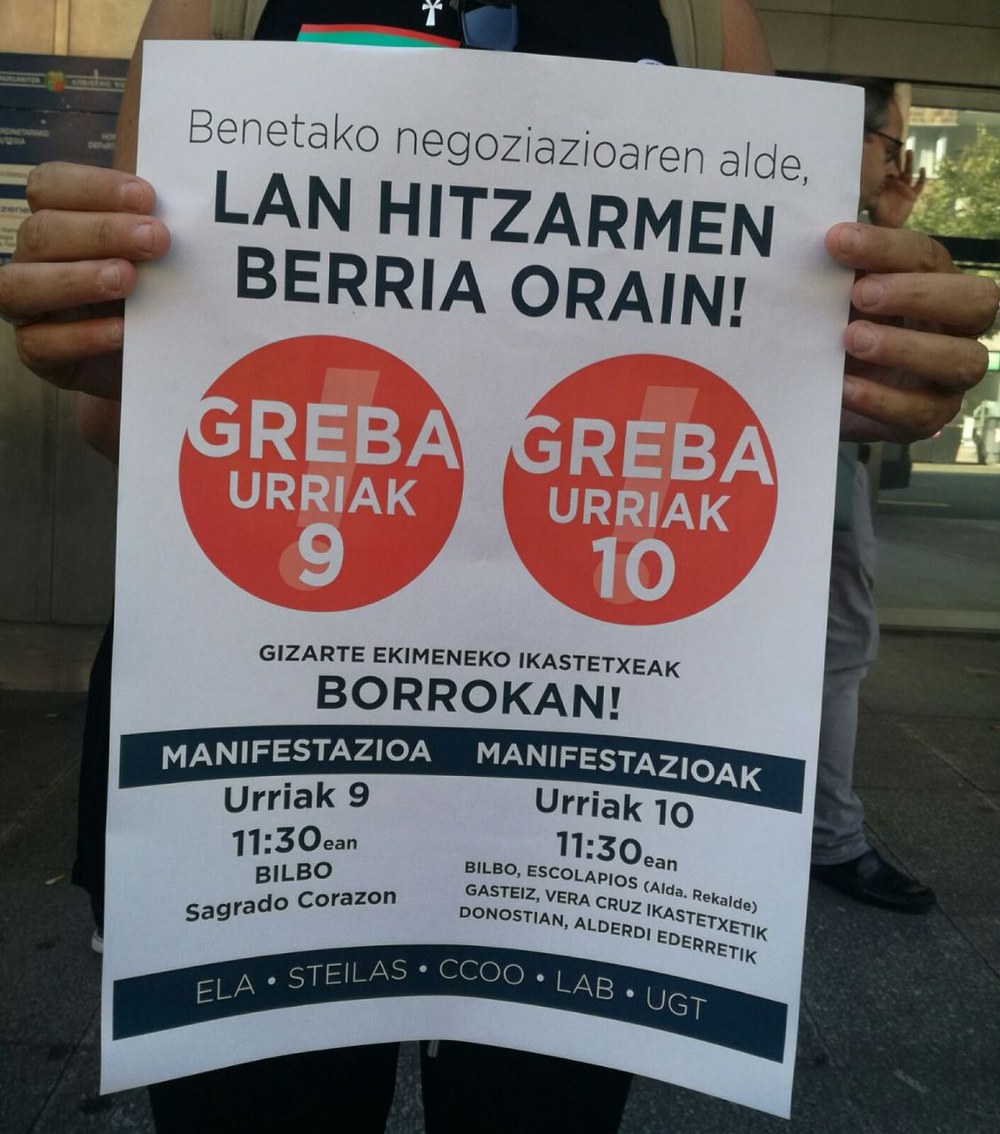 Benetako negoziazioaren alde,
LAN HITZARMEN
BERRIA ORAIN!
GREBA
URRIAK
9
GREBA
URRIAK
10
GIZARTE EKIMENEKO IKASTETXEAK
BORROKAN!
MANIFESTAZIOA
Urriak 9
11:30ean
BILBO
Sagrado Corazon
MANIFESTAZIOAK
Urriak 10
11:30ean
BILBO, ESCOLAPIOS (Alda. Rekalde)
GASTEIZ, VERA CRUZ IKASTETXETIK
DONOSTIAN, ALDERDI EDERRETIK
ELA • STEILAS • CCOO • LAB • UGT